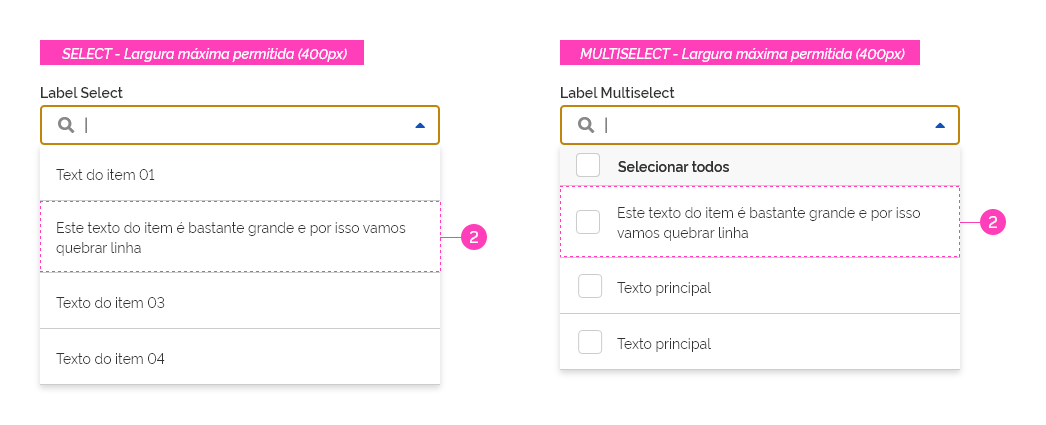 SELECT - Largura máxima permitida (400px)
Label Select
Text do item 01
Este texto do item é bastante grande e por isso vamos
quebrar linha
2
Texto do item 03
Texto do item 04
MULTISELECT - Largura máxima permitida (400px)
Label Multiselect
Selecionar todos
Este texto do item é bastante grande e por isso
vamos quebrar linha
2
Texto principal
Texto principal